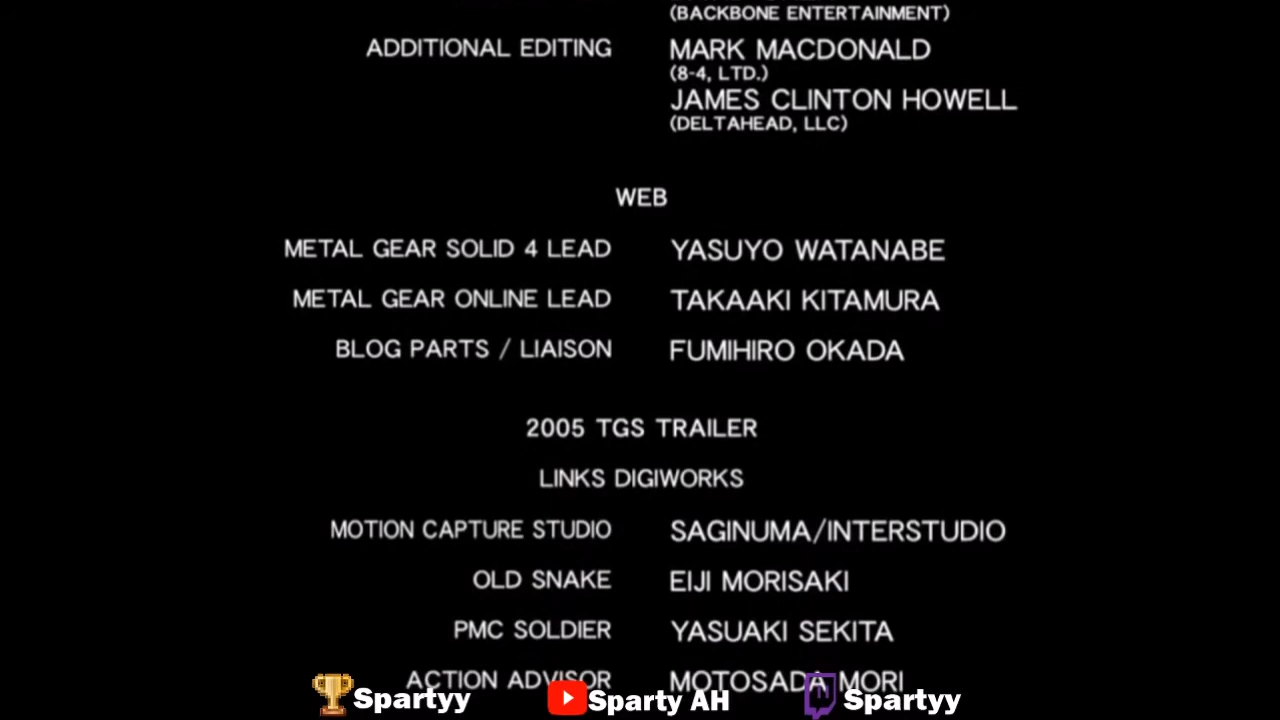 (BACKBONE ENTERTAINMENT)
ADDITIONAL EDITING MARK MACDONALD
(8-4, LTD.)
JAMES CLINTON HOWELL
(DELTAHEAD, LLC)
WEB
METAL GEAR SOLID 4 LEAD YASUYO WATANABE
METAL GEAR ONLINE LEAD TAKAAKI KITAMURA
BLOG PARTS / LIAISON FUMIHIRO OKADA
2005 TGS TRAILER
LINKS DIGIWORKS
MOTION CAPTURE STUDIO SAGINUMA/INTERSTUDIO
OLD SNAKE EIJI MORISAKI
PMC SOLDIER YASUAKI SEKITA
ACTION ADVISOR MOTOSADA MORI
Spartyy Sparty AH Spartyy